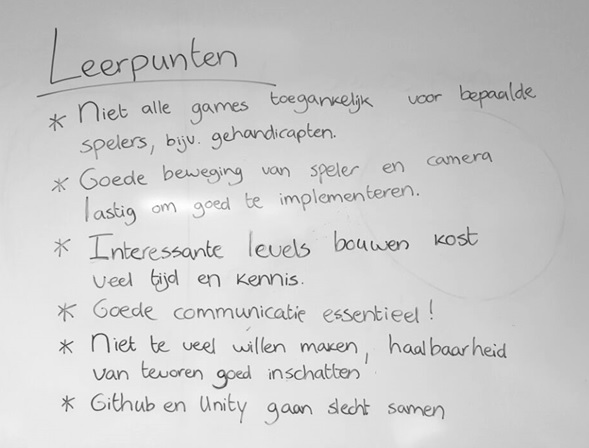 Leerpunten
* Niet alle games toegankelijk voor bepaalde
spelers, bijv. gehandicapten.
* Goede beweging van speler en camera
lastig om goed te implementeren.
* Interessante levels bouwen kost
veel tijd en kennis.
* Goede communicatie essentieel!
* Niet te veel willen maken, haalbaarheid
van tevoren goed inschatten
* Github en Unity gaan slecht samen